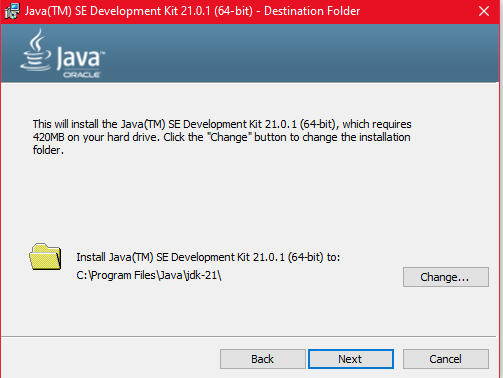 Java(TM) SE Development Kit 21.0.1 (64-bit) - Destination Folder
Java™
ORACLE
This will install the Java(TM) SE Development Kit 21.0.1 (64-bit), which requires
420MB on your hard drive. Click the "Change" button to change the installation
folder.
Install Java(TM) SE Development Kit 21.0.1 (64-bit) to:
C:\Program Files\Java\jdk-21\
Change...
Back
Next
Cancel